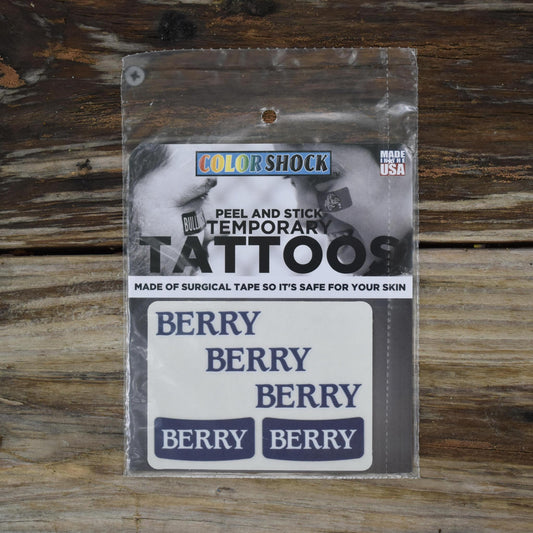 COLOR SHOCK
MADE
IN THE
USA
BULL
PEEL AND STICK
TEMPORARY
TATTOOS
MADE OF SURGICAL TAPE SO IT'S SAFE FOR YOUR SKIN
BERRY
BERRY
BERRY
BERRY BERRY